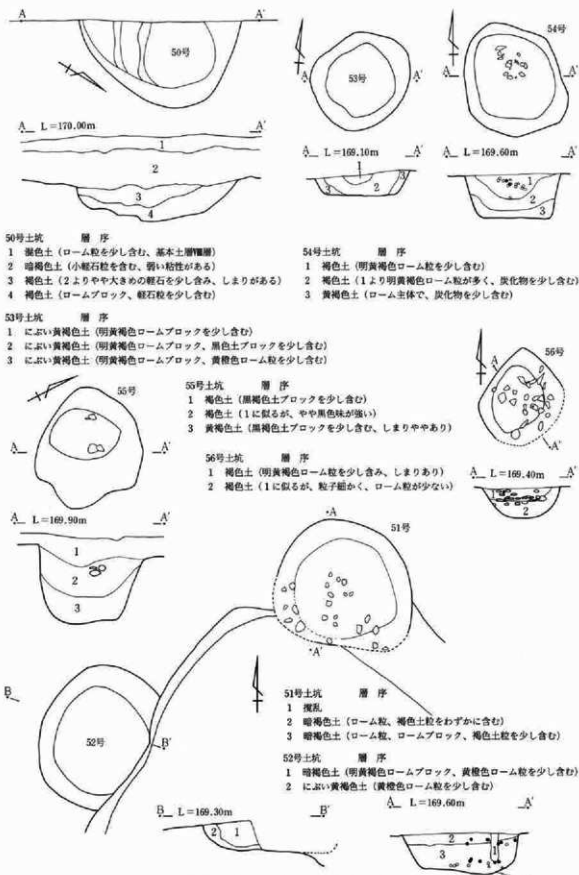 A A'
50号
A L=170.00m A'
1
2
3
4
53号
A A'
A L=169.10m A'
1
3 2 3
54号
A A'
A L=169.60m A'
1
2
3
50号土坑 層序
1 混色土(ローム粒を少し含む、基本土層Ⅷ層)
2 暗褐色土(小軽石粒を含む、弱い粘性がある)
3 褐色土(2よりやや大きめの軽石を少し含み、しまりがある)
4 褐色土(ロームブロック、軽石粒を少し含む)
54号土坑 層序
1 褐色土(明黄褐色ローム粒を少し含む)
2 褐色土(1より明黄褐色ローム粒が多く、炭化物を少し含む)
3 黄褐色土(ローム主体で、炭化物を少し含む)
53号土坑 層序
1 にぶい黄褐色土(明黄褐色ロームブロックを少し含む)
2 にぶい黄褐色土(明黄褐色ロームブロック、黒色土ブロックを少し含む)
3 にぶい黄褐色土(明黄褐色ロームブロック、黄橙色ローム粒を少し含む)
55号
A A'
A L=169.90m A'
1
2
3
55号土坑 層序
1 褐色土(黒褐色土ブロックを少し含む)
2 褐色土(1に似るが、やや黒色味が強い)
3 黄褐色土(黒褐色土ブロックを少し含む、しまりややあり)
56号土坑 層序
1 褐色土(明黄褐色ローム粒を少し含み、しまりあり)
2 褐色土(1に似るが、粒子細かく、ローム粒が少ない)
56号
A
A'
A L=169.40m A'
2
A
51号
A'
B
52号
B'
51号土坑 層序
1 攪乱
2 暗褐色土(ローム粒、褐色土粒をわずかに含む)
3 暗褐色土(ローム粒、ロームブロック、褐色土粒を少し含む)
52号土坑 層序
1 暗褐色土(明黄褐色ロームブロック、黄橙色ローム粒を少し含む)
2 にぶい黄褐色土(黄橙色ローム粒を少し含む)
B L=169.30m B'
2 1
A L=169.60m A'
2
3 1